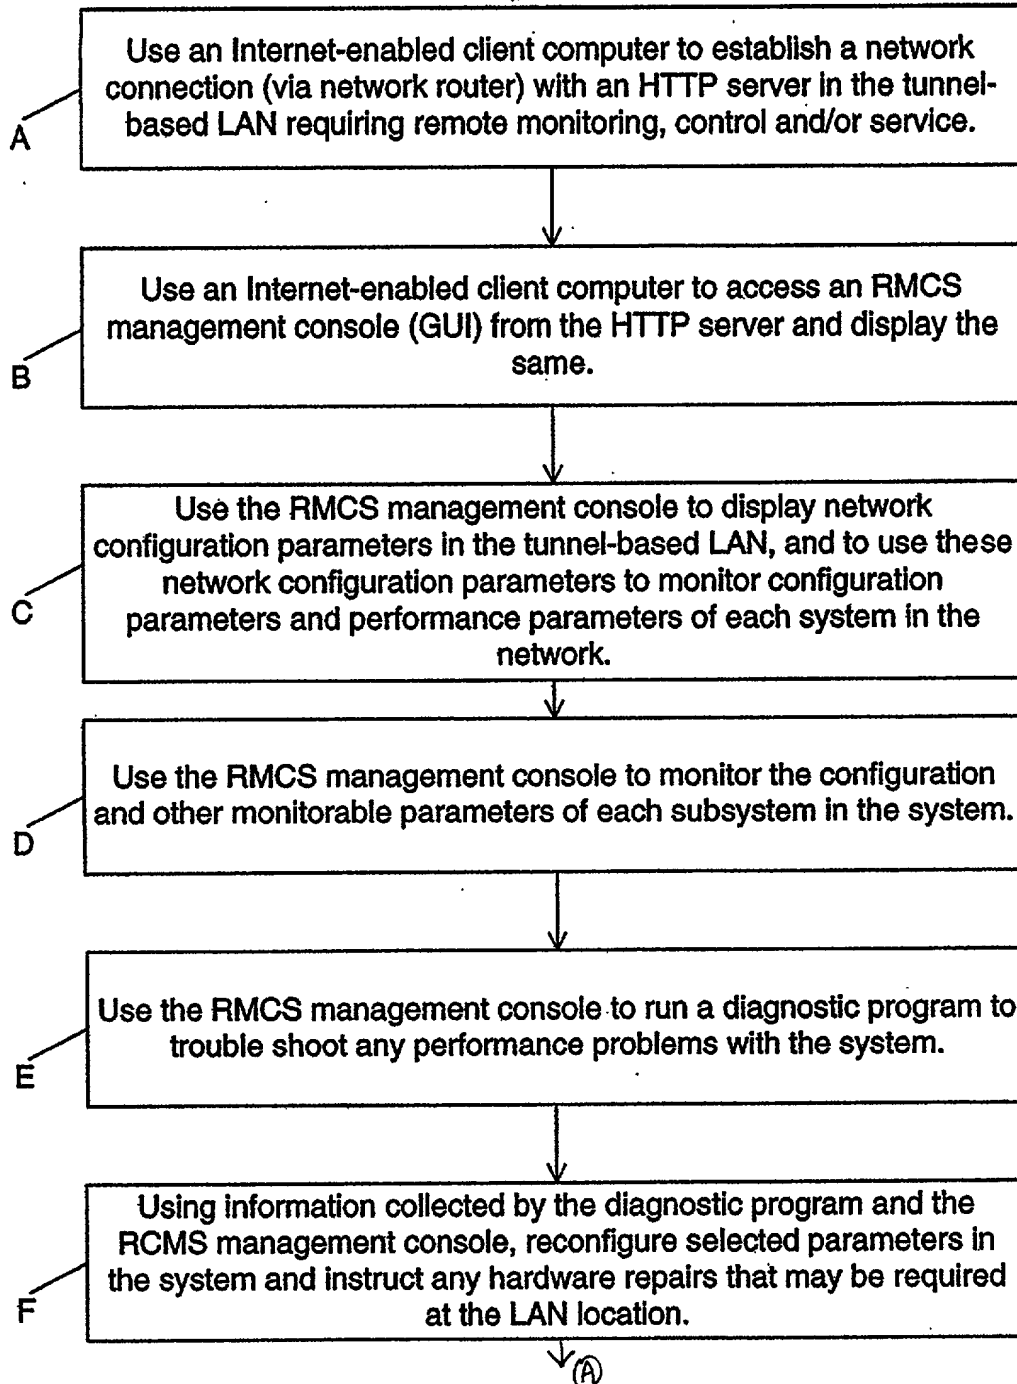 Use an Internet-enabled client computer to establish a network
connection (via network router) with an HTTP server in the tunnel-
based LAN requiring remote monitoring, control and/or service.
A
Use an Internet-enabled client computer to access an RMCS
management console (GUI) from the HTTP server and display the
same.
B
Use the RMCS management console to display network
configuration parameters in the tunnel-based LAN, and to use these
network configuration parameters to monitor configuration
parameters and performance parameters of each system in the
network.
C
Use the RMCS management console to monitor the configuration
and other monitorable parameters of each subsystem in the system.
D
Use the RMCS management console to run a diagnostic program to
trouble shoot any performance problems with the system.
E
Using information collected by the diagnostic program and the
RCMS management console, reconfigure selected parameters in
the system and instruct any hardware repairs that may be required
at the LAN location.
F
A